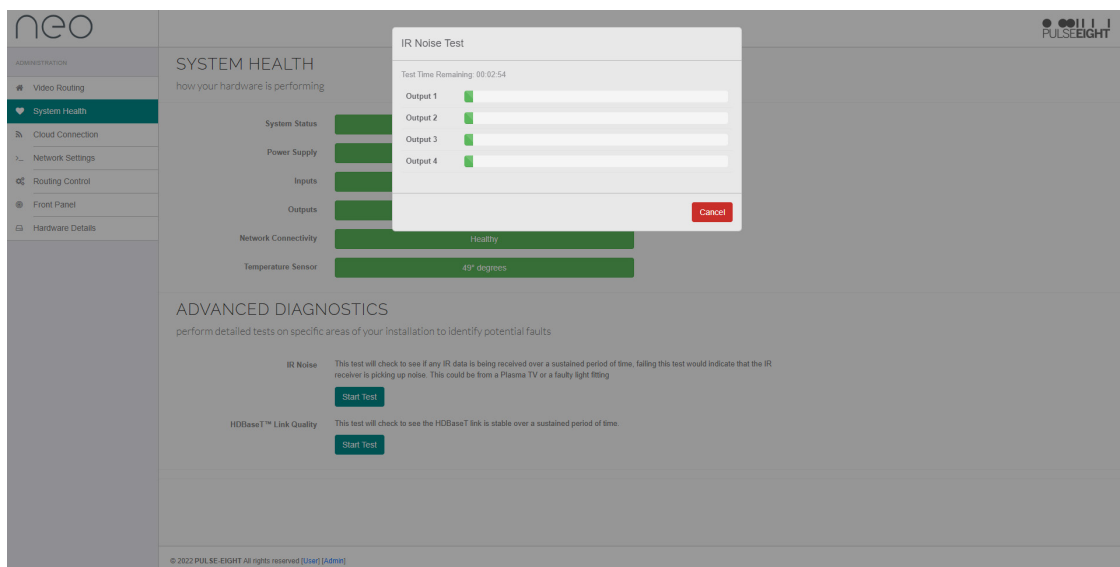 neo
PULSEEIGHT
ADMINISTRATION
Video Routing
System Health
Cloud Connection
Network Settings
Routing Control
Front Panel
Hardware Details
SYSTEM HEALTH
how your hardware is performing
System Status
Power Supply
Inputs
Outputs
Network Connectivity
Healthy
Temperature Sensor
49° degrees
IR Noise Test
Test Time Remaining: 00:02:54
Output 1
Output 2
Output 3
Output 4
Cancel
ADVANCED DIAGNOSTICS
perform detailed tests on specific areas of your installation to identify potential faults
IR Noise
This test will check to see if any IR data is being received over a sustained period of time, failing this test would indicate that the IR
receiver is picking up noise. This could be from a Plasma TV or a faulty light fitting
Start Test
HDBaseT™ Link Quality
This test will check to see the HDBaseT link is stable over a sustained period of time.
Start Test
© 2022 PULSE-EIGHT All rights reserved [User] [Admin]